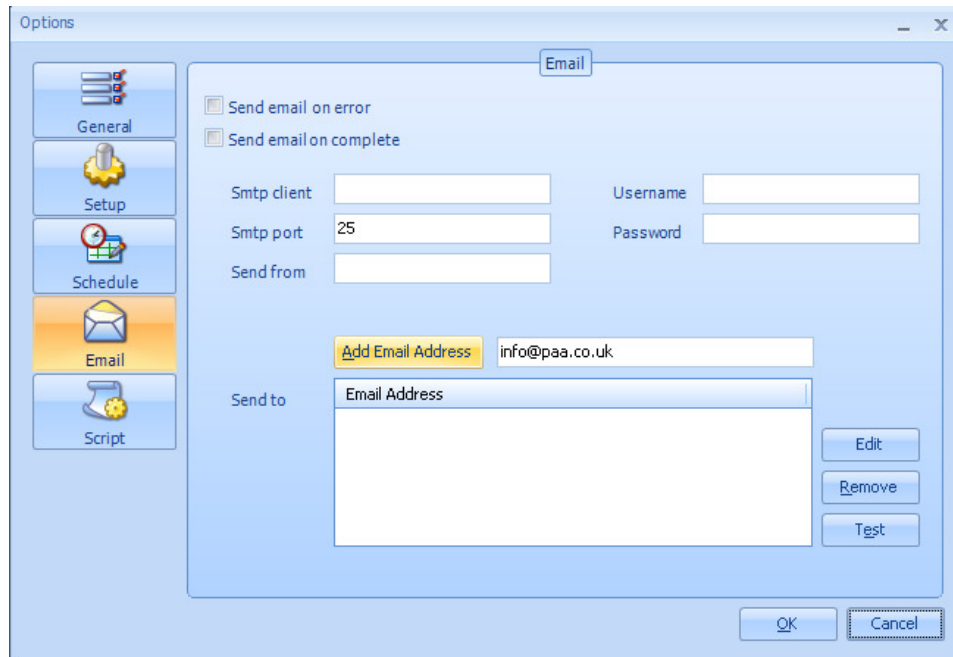 Options
General
Setup
Schedule
Email
Script
Email
Send email on error
Send email on complete
Smtp client
Username
Smtp port 25
Password
Send from
Add Email Address info@paa.co.uk
Send to
Email Address
Edit
Remove
Test
OK
Cancel